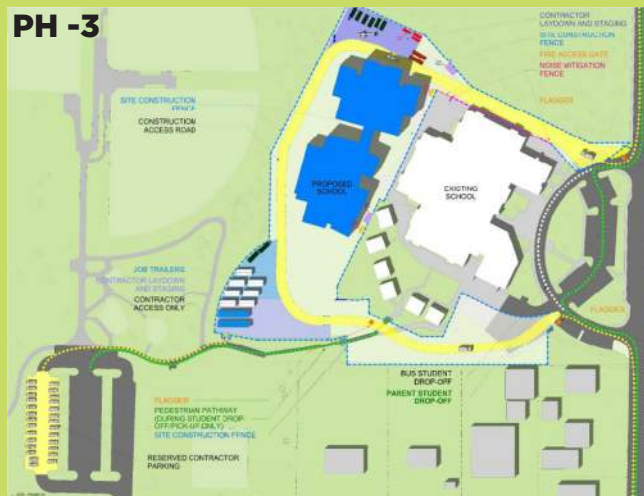 PH -3
CONTRACTOR
LAYDOWN AND STAGING
SITE CONSTRUCTION
FENCE
FIRE ACCESS GATE
NOISE MITIGATION
FENCE
FLAGGER
SITE CONSTRUCTION
FENCE
CONSTRUCTION
ACCESS ROAD
PROPOSED
SCHOOL
EXISTING
SCHOOL
JOB TRAILERS
CONTRACTOR LAYDOWN
AND STAGING
CONTRACTOR
ACCESS ONLY
FLAGGER
BUS STUDENT
DROP-OFF
PARENT STUDENT
DROP-OFF
FLAGGER
PEDESTRIAN PATHWAY
(DURING STUDENT DROP-
OFF/PICK-UP ONLY)
SITE CONSTRUCTION FENCE
RESERVED CONTRACTOR
PARKING